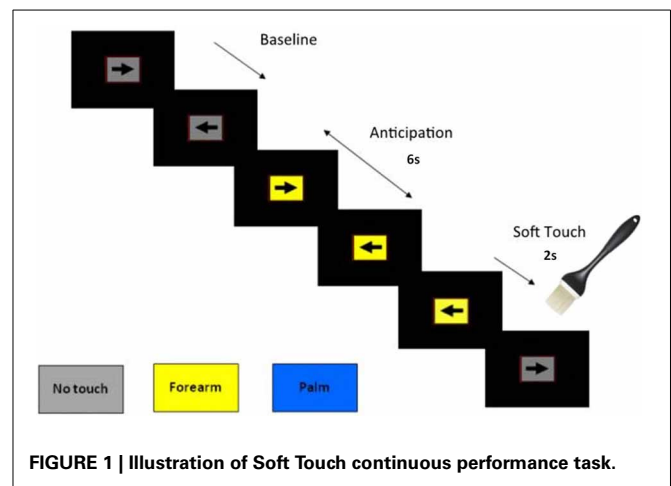 Baseline
Anticipation
6s
Soft Touch
2s
No touch
Forearm
Palm
FIGURE 1 | Illustration of Soft Touch continuous performance task.